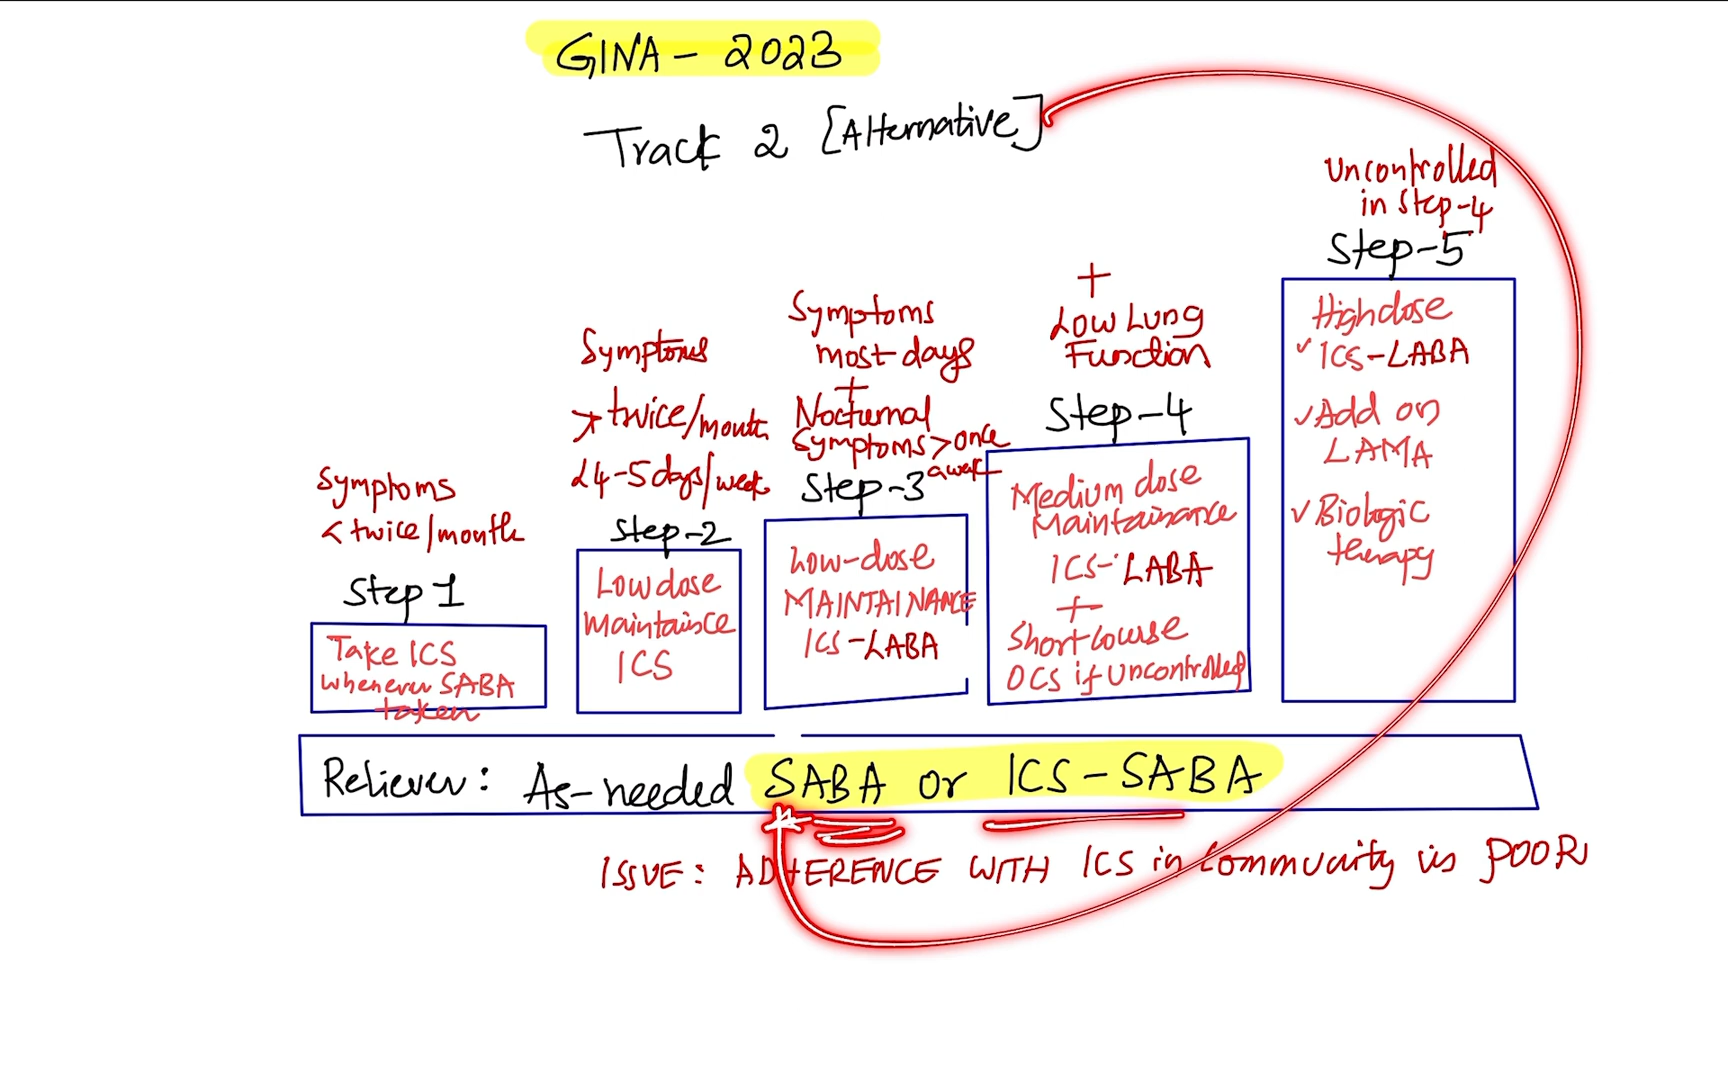 GINA - 2023
Track 2 [Alternative]
Symptoms
< twice/month
Step 1
Take ICS
whenever SABA
taken
Symptoms
> twice/month
<4-5 days/week
Step-2
Low dose
Maintaince
ICS
Symptoms
most days
+
Nocturnal
Symptoms > once
a week
Step-3
Low-dose
MAINTAINANCE
ICS-LABA
+
Low Lung
Function
Step-4
Medium dose
Maintainance
ICS-LABA
+
Short course
OCS if uncontrolled
uncontrolled
in Step-4
Step-5
High dose
✓ ICS-LABA
✓ Add on
LAMA
✓ Biologic
therapy
Reliever: As-needed SABA or ICS-SABA
ISSUE: ADHERENCE WITH ICS in Community is POOR